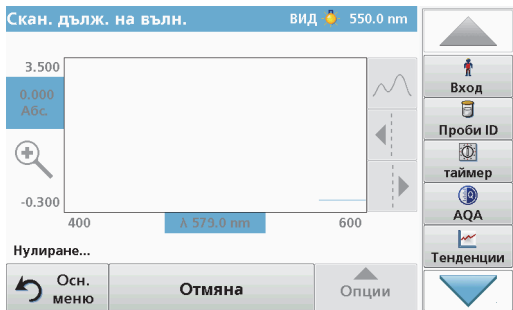 Скан. дълж. на вълн.
ВИД
550.0 nm
3.500
0.000
Абс.
-0.300
400
λ 579.0 nm
600
Нулиране...
Осн.
меню
Отмяна
Опции
Вход
Проби ID
таймер
AQA
Тенденции